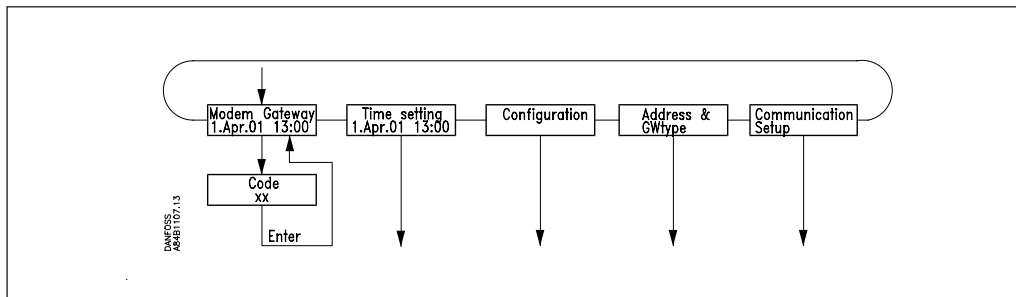 Modem Gateway
1.Apr.01 13:00
Time setting
1.Apr.01 13:00
Configuration
Address &
GWtype
Communication
Setup
Code
xx
Enter
DANFOSS
A84B1107.13